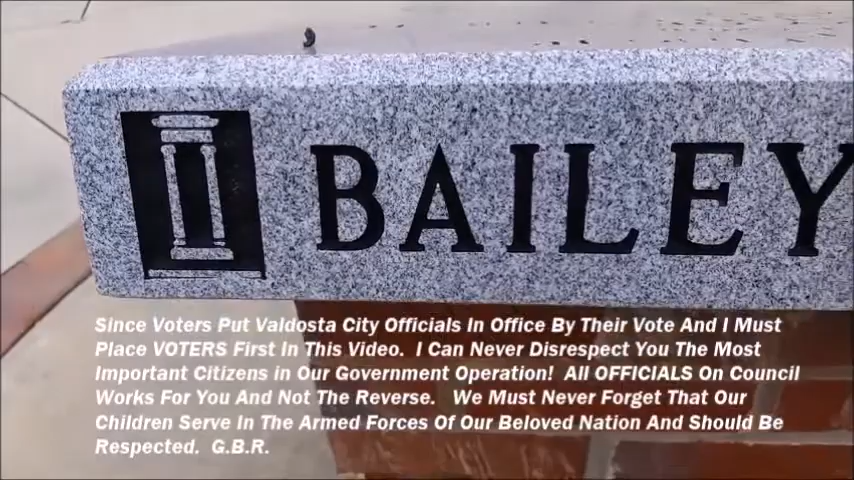 BAILEY
Since Voters Put Valdosta City Officials In Office By Their Vote And I Must
Place VOTERS First In This Video.  I Can Never Disrespect You The Most
Important Citizens in Our Government Operation!  All OFFICIALS On Council
Works For You And Not The Reverse.   We Must Never Forget That Our
Children Serve In The Armed Forces Of Our Beloved Nation And Should Be
Respected.  G.B.R.